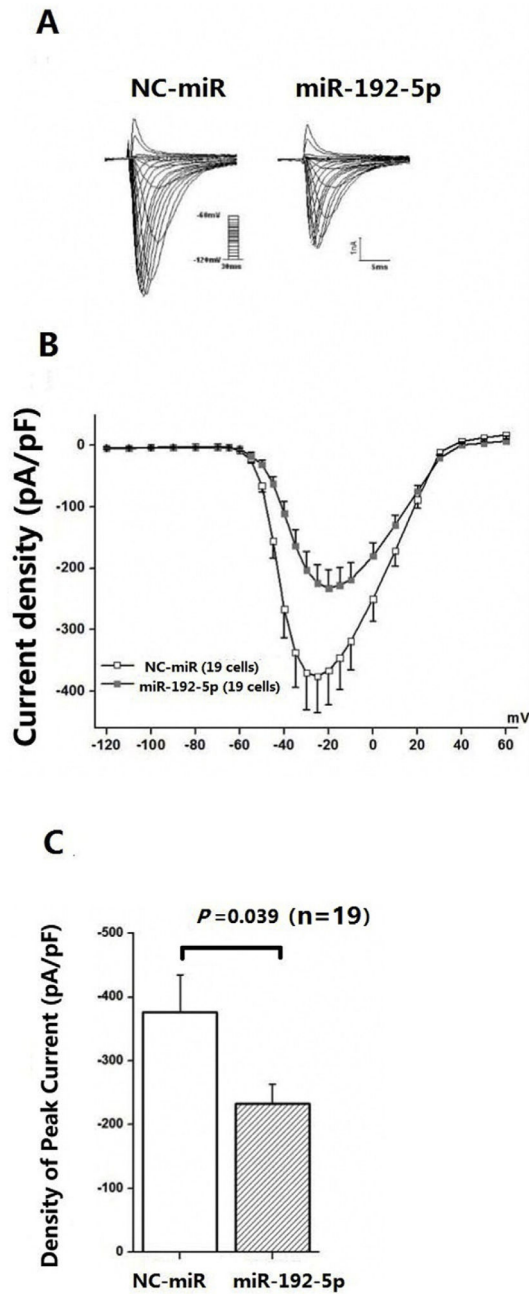 A
NC-miR miR-192-5p
-60mV
-120mV
30ms
1nA
5ms
B
Current density (pA/pF)
0
-100
-200
-300
-400
NC-miR (19 cells)
miR-192-5p (19 cells)
mV
-120 -100 -80 -60 -40 -20 0 20 40 60
C
P =0.039 (n=19)
Density of Peak Current (pA/pF)
-500
-400
-300
-200
-100
0
NC-miR miR-192-5p